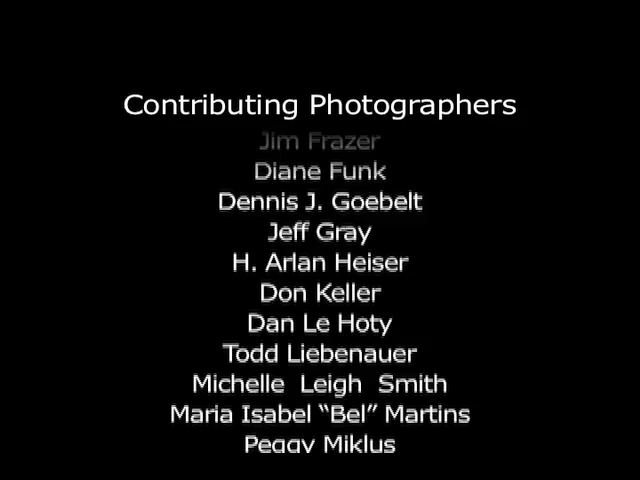 Contributing Photographers
Jim Frazer
Diane Funk
Dennis J. Goebelt
Jeff Gray
H. Arlan Heiser
Don Keller
Dan Le Hoty
Todd Liebenauer
Michelle Leigh Smith
Maria Isabel “Bel” Martins
Peggy Miklus